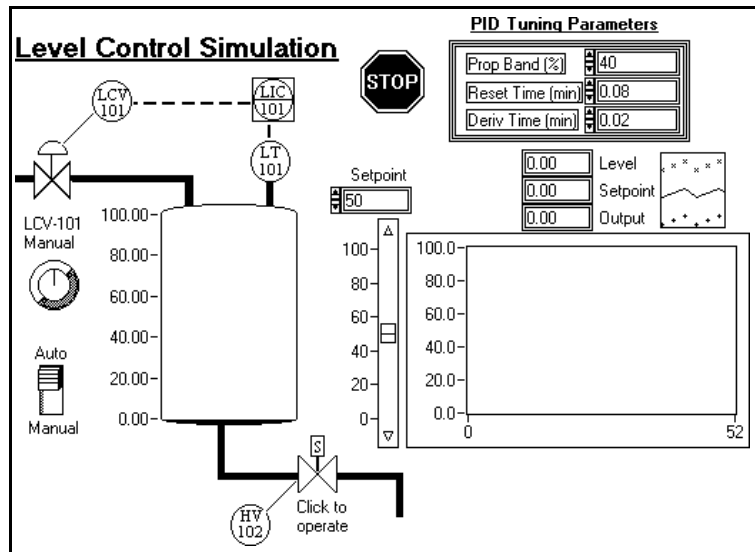 Level Control Simulation
PID Tuning Parameters
Prop Band (%) 40
Reset Time (min) 0.08
Deriv Time (min) 0.02
STOP
LCV
101
LIC
101
LT
101
0.00 Level
0.00 Setpoint
0.00 Output
Setpoint
50
LCV-101
Manual
Auto
Manual
100.00
80.00
60.00
40.00
20.00
0.00
100
80
60
40
20
0
100.0
80.0
60.0
40.0
20.0
0.0
0
52
S
HV
102
Click to
operate